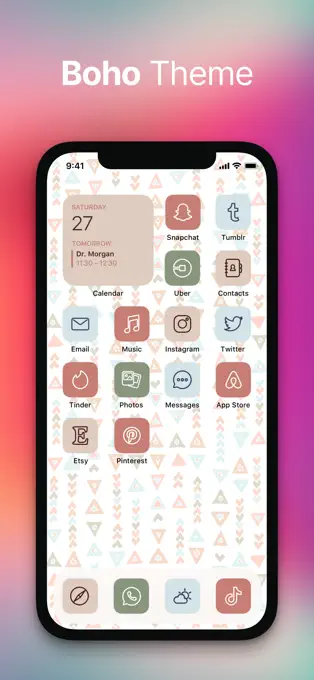 Boho Theme
9:41
SATURDAY
27
TOMORROW
Dr. Morgan
11:30 – 12:30
Calendar
Snapchat
Tumblr
Uber
Contacts
Email
Music
Instagram
Twitter
Tinder
Photos
Messages
App Store
Etsy
Pinterest